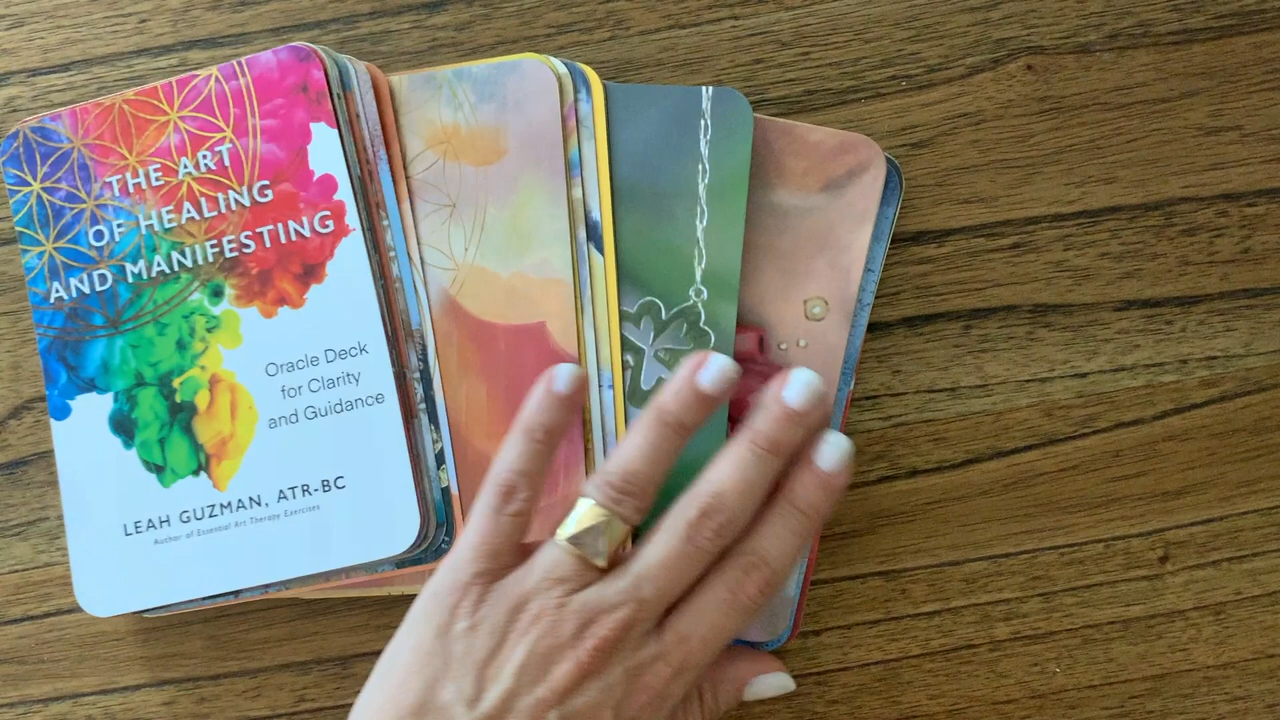 THE ART
OF HEALING
AND MANIFESTING
Oracle Deck
for Clarity
and Guidance
LEAH GUZMAN, ATR-BC
Author of Essential Art Therapy Exercises